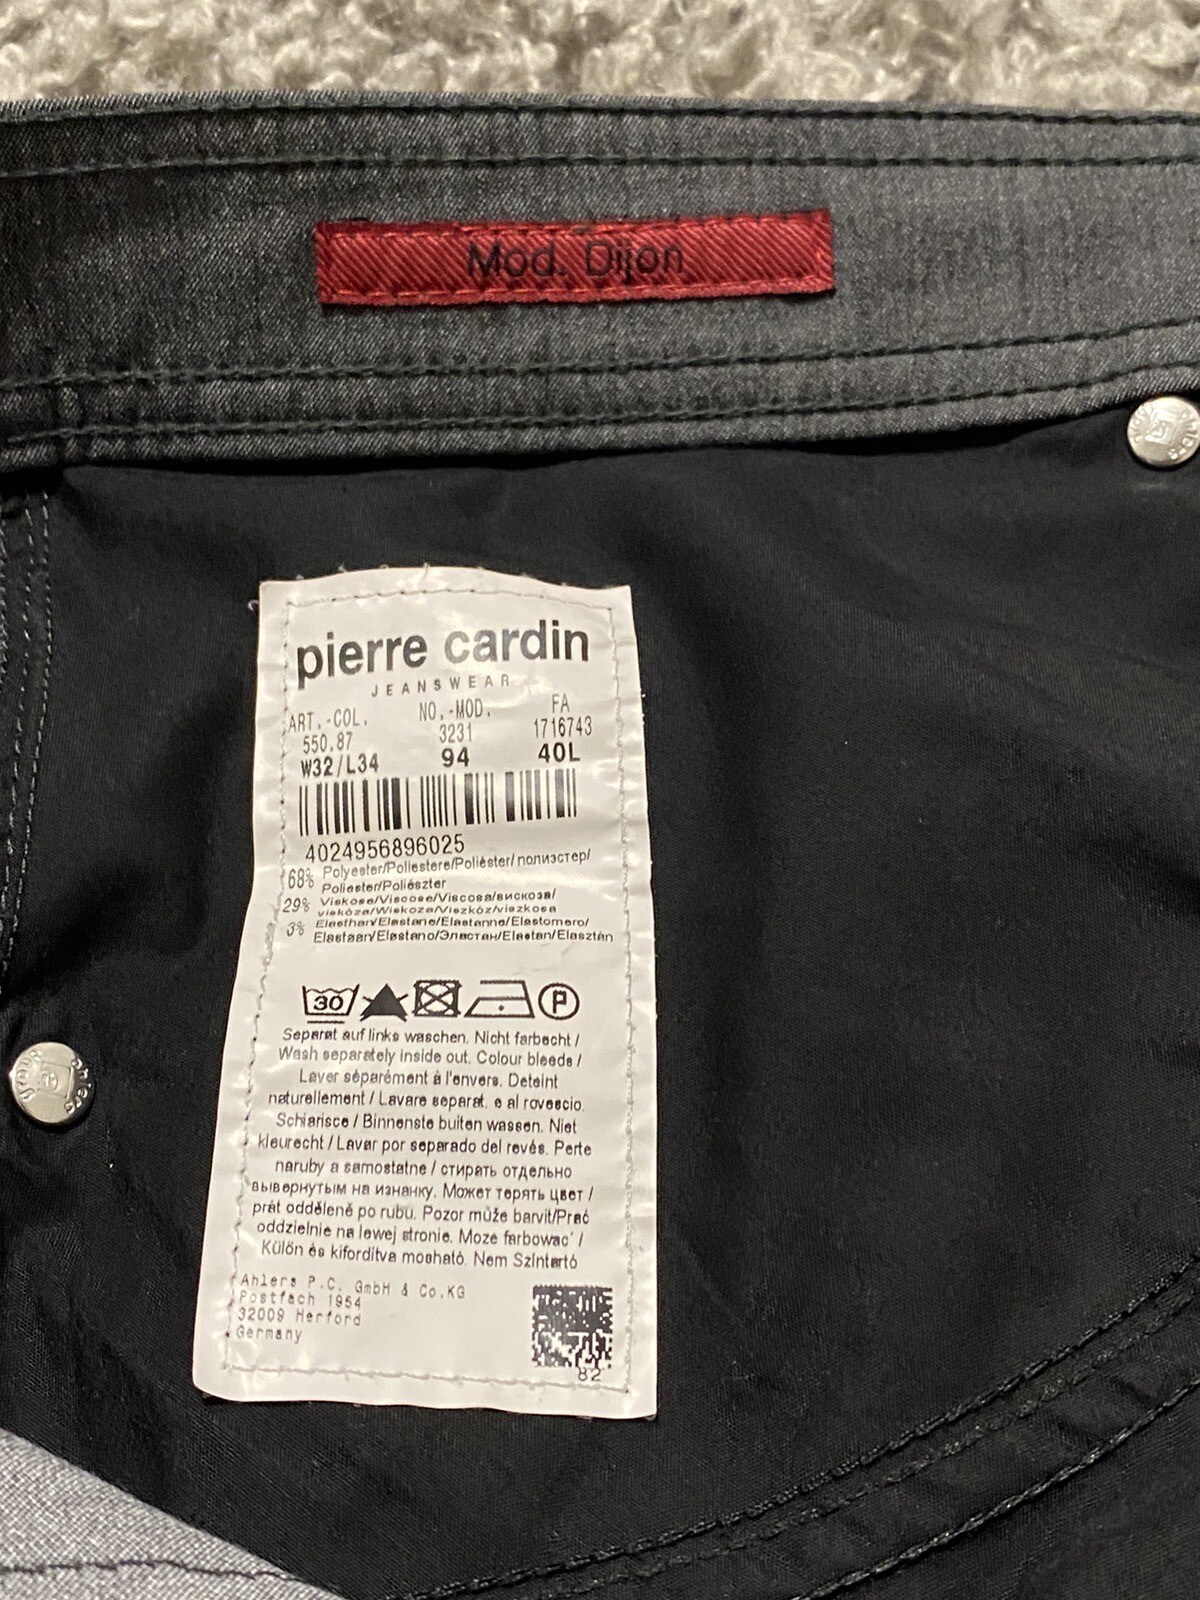 Mod. Dijon
pierre cardin
JEANSWEAR
ART.-COL. NO.-MOD. FA
550.87 3231 1716743
W32/L34 94 40L
4024956896025
68% Polyester/Poliestere/Poliéster/полиэстер/
Poliester/Poliészter
29% Viskose/Viscose/Viscosa/вискоза/
viskóza/Wiskoza/Viszkóz/viszkosa
3% Elasthan/Elastane/Elastanne/Elastomero/
Elastaan/Elastano/Эластан/Elastan/Elasztán
30 P
Separat auf links waschen. Nicht farbecht /
Wash separately inside out. Colour bleeds /
Laver séparément à l'envers. Deteint
naturellement / Lavare separat. e al rovescio.
Schiarisce / Binnenste buiten wassen. Niet
kleurecht / Lavar por separado del revés. Perte
naruby a samostatne / стирать отдельно
вывернутым на изнанку. Может терять цвет /
prát odděleně po rubu. Pozor může barvit/Prać
oddzielnie na lewej stronie. Moze farbowac' /
Külön és kifordítva mosható. Nem Színtartó
Ahlers P.C. GmbH & Co.KG
Postfach 1954
32009 Herford
Germany
82